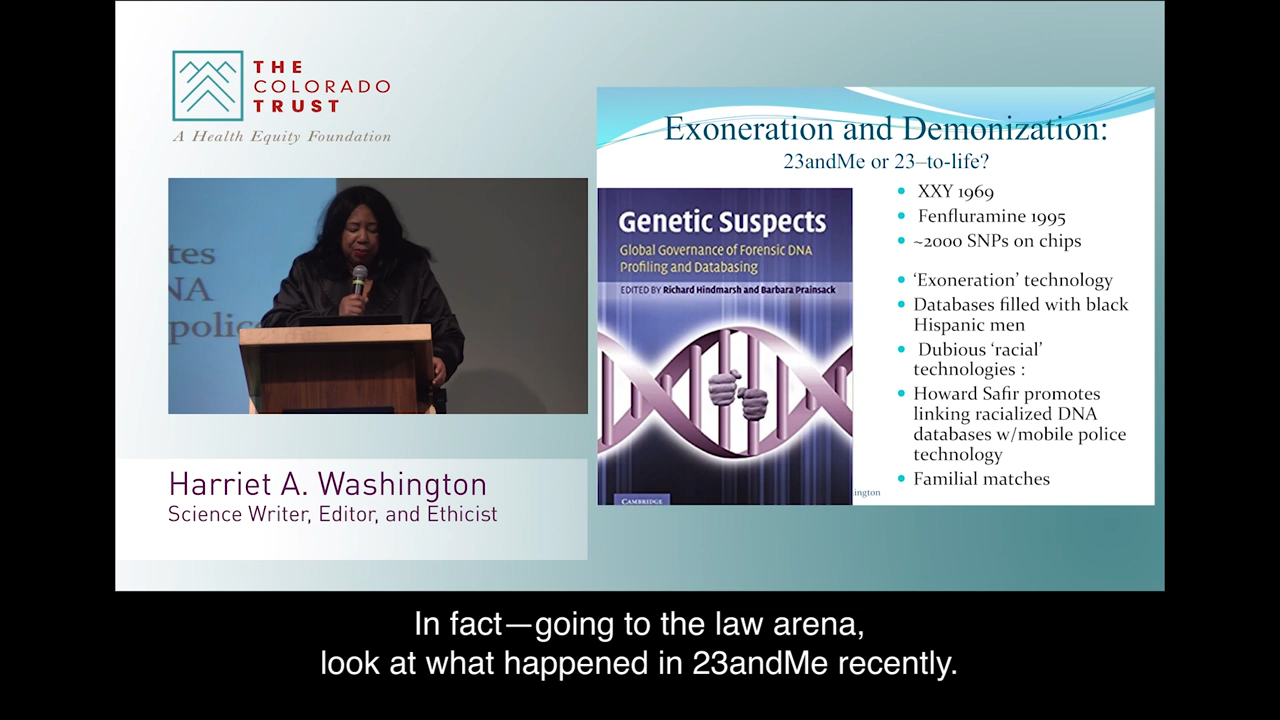 THE
COLORADO
TRUST
A Health Equity Foundation
tes
NA
police
Harriet A. Washington
Science Writer, Editor, and Ethicist
Exoneration and Demonization:
23andMe or 23–to-life?
Genetic Suspects
Global Governance of Forensic DNA
Profiling and Databasing
EDITED BY Richard Hindmarsh and Barbara Prainsack
CAMBRIDGE
ington
• XXY 1969
• Fenfluramine 1995
• ~2000 SNPs on chips
• ‘Exoneration’ technology
• Databases filled with black
Hispanic men
• Dubious ‘racial’
technologies :
• Howard Safir promotes
linking racialized DNA
databases w/mobile police
technology
• Familial matches
In fact—going to the law arena,
look at what happened in 23andMe recently.